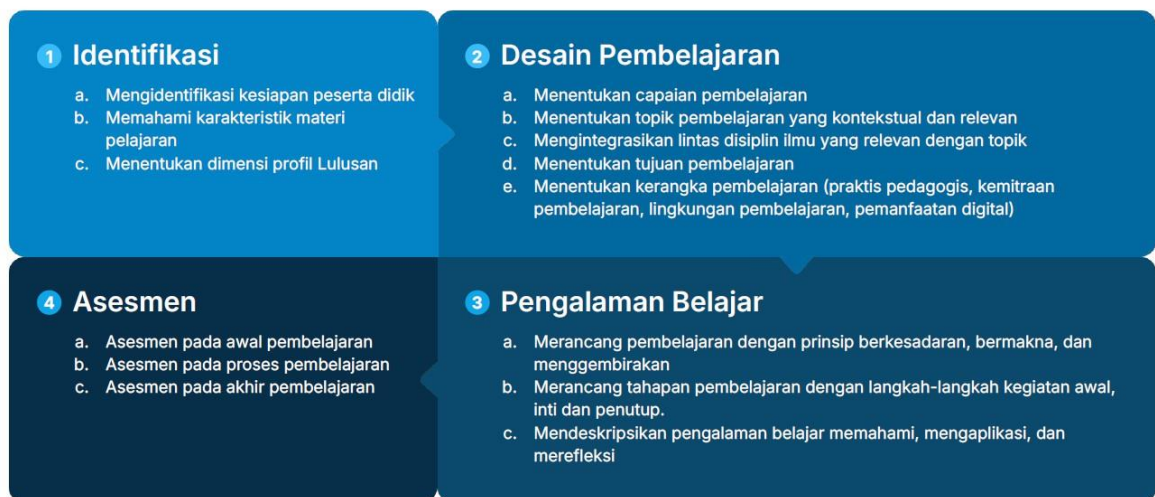 1 Identifikasi
a. Mengidentifikasi kesiapan peserta didik
b. Memahami karakteristik materi
pelajaran
c. Menentukan dimensi profil Lulusan
2 Desain Pembelajaran
a. Menentukan capaian pembelajaran
b. Menentukan topik pembelajaran yang kontekstual dan relevan
c. Mengintegrasikan lintas disiplin ilmu yang relevan dengan topik
d. Menentukan tujuan pembelajaran
e. Menentukan kerangka pembelajaran (praktis pedagogis, kemitraan
pembelajaran, lingkungan pembelajaran, pemanfaatan digital)
3 Pengalaman Belajar
a. Merancang pembelajaran dengan prinsip berkesadaran, bermakna, dan
menggembirakan
b. Merancang tahapan pembelajaran dengan langkah-langkah kegiatan awal,
inti dan penutup.
c. Mendeskripsikan pengalaman belajar memahami, mengaplikasi, dan
merefleksi
4 Asesmen
a. Asesmen pada awal pembelajaran
b. Asesmen pada proses pembelajaran
c. Asesmen pada akhir pembelajaran